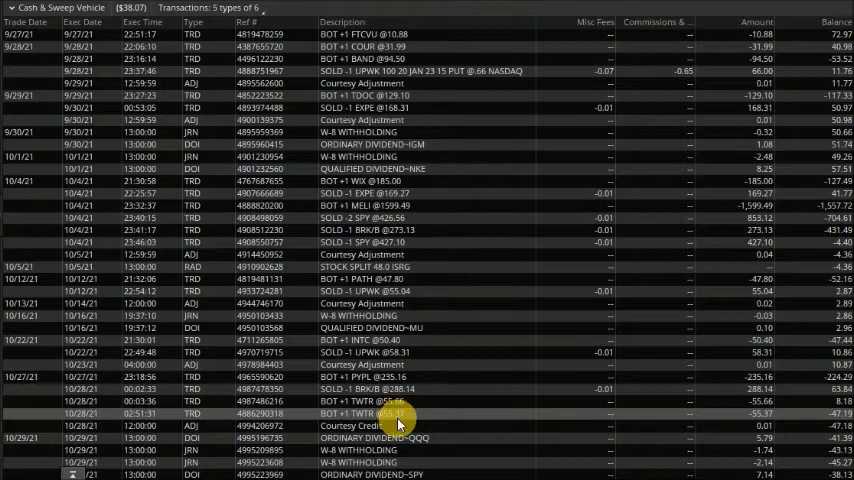 Cash & Sweep Vehicle ($38.07) Transactions: 5 types of 6
Trade Date Exec Date Exec Time Type Ref # Description Misc Fees Commissions & ... Amount Balance
9/27/21 9/27/21 22:51:17 TRD 4819478259 BOT +1 FTCVU @10.88 -- -- -10.88 72.97
9/28/21 9/28/21 22:06:10 TRD 4387655720 BOT +1 COUR @31.99 -- -- -31.99 40.98
9/28/21 23:16:14 TRD 4496122230 BOT +1 BAND @94.50 -- -- -94.50 -53.52
9/28/21 23:37:46 TRD 4888751967 SOLD -1 UPWK 100 20 JAN 23 15 PUT @.66 NASDAQ -0.07 -0.65 66.00 11.76
9/29/21 12:59:59 ADJ 4895562600 Courtesy Adjustment -- -- 0.01 11.77
9/29/21 9/29/21 23:27:23 TRD 4852223522 BOT +1 TDOC @129.10 -- -- -129.10 -117.33
9/30/21 00:53:05 TRD 4893974488 SOLD -1 EXPE @168.31 -0.01 -- 168.31 50.97
9/30/21 12:59:59 ADJ 4900139375 Courtesy Adjustment -- -- 0.01 50.98
9/30/21 9/30/21 13:00:00 JRN 4895959369 W-8 WITHHOLDING -- -- -0.32 50.66
9/30/21 13:00:00 DOI 4895960415 ORDINARY DIVIDEND~IGM -- -- 1.08 51.74
10/1/21 10/1/21 13:00:00 JRN 4901230954 W-8 WITHHOLDING -- -- -2.48 49.26
10/1/21 13:00:00 DOI 4901232560 QUALIFIED DIVIDEND~NKE -- -- 8.25 57.51
10/4/21 10/4/21 21:30:58 TRD 4767687655 BOT +1 WIX @185.00 -- -- -185.00 -127.49
10/4/21 22:25:57 TRD 4907666689 SOLD -1 EXPE @169.27 -0.01 -- 169.27 41.77
10/4/21 23:32:37 TRD 4888820200 BOT +1 MELI @1599.49 -- -- -1,599.49 -1,557.72
10/4/21 23:40:15 TRD 4908498059 SOLD -2 SPY @426.56 -0.01 -- 853.12 -704.61
10/4/21 23:41:17 TRD 4908512230 SOLD -1 BRK/B @273.13 -0.01 -- 273.13 -431.49
10/4/21 23:46:03 TRD 4908550757 SOLD -1 SPY @427.10 -0.01 -- 427.10 -4.40
10/5/21 12:59:59 ADJ 4914450952 Courtesy Adjustment -- -- 0.04 -4.36
10/5/21 10/5/21 13:00:00 RAD 4910902628 STOCK SPLIT 48.0 ISRG -- -- -- -4.36
10/12/21 10/12/21 21:32:06 TRD 4819481131 BOT +1 PATH @47.80 -- -- -47.80 -52.16
10/12/21 22:54:12 TRD 4933724281 SOLD -1 UPWK @55.04 -0.01 -- 55.04 2.87
10/13/21 10/14/21 12:00:00 ADJ 4944746170 Courtesy Adjustment -- -- 0.02 2.89
10/16/21 10/16/21 19:37:10 JRN 4950103433 W-8 WITHHOLDING -- -- -0.03 2.86
10/16/21 19:37:12 DOI 4950103568 QUALIFIED DIVIDEND~MU -- -- 0.10 2.96
10/22/21 10/22/21 21:30:01 TRD 4711265805 BOT +1 INTC @50.40 -- -- -50.40 -47.44
10/22/21 22:49:48 TRD 4970719715 SOLD -1 UPWK @58.31 -0.01 -- 58.31 10.86
10/23/21 04:00:00 ADJ 4978984403 Courtesy Adjustment -- -- 0.01 10.87
10/27/21 10/27/21 23:18:56 TRD 4965590620 BOT +1 PYPL @235.16 -- -- -235.16 -224.29
10/28/21 00:02:33 TRD 4987478350 SOLD -1 BRK/B @288.14 -0.01 -- 288.14 63.84
10/28/21 00:03:36 TRD 4987486216 BOT +1 TWTR @55.66 -- -- -55.66 8.18
10/28/21 02:51:31 TRD 4886290318 BOT +1 TWTR @55.37 -- -- -55.37 -47.19
10/28/21 12:00:00 ADJ 4994206972 Courtesy Credit -- -- 0.01 -47.18
10/29/21 10/29/21 13:00:00 DOI 4995196735 ORDINARY DIVIDEND~QQQ -- -- 5.79 -41.39
10/29/21 13:00:00 JRN 4995209895 W-8 WITHHOLDING -- -- -1.74 -43.13
10/29/21 13:00:00 JRN 4995223608 W-8 WITHHOLDING -- -- -2.14 -45.27
/21 13:00:00 DOI 4995223969 ORDINARY DIVIDEND~SPY -- -- 7.14 -38.13